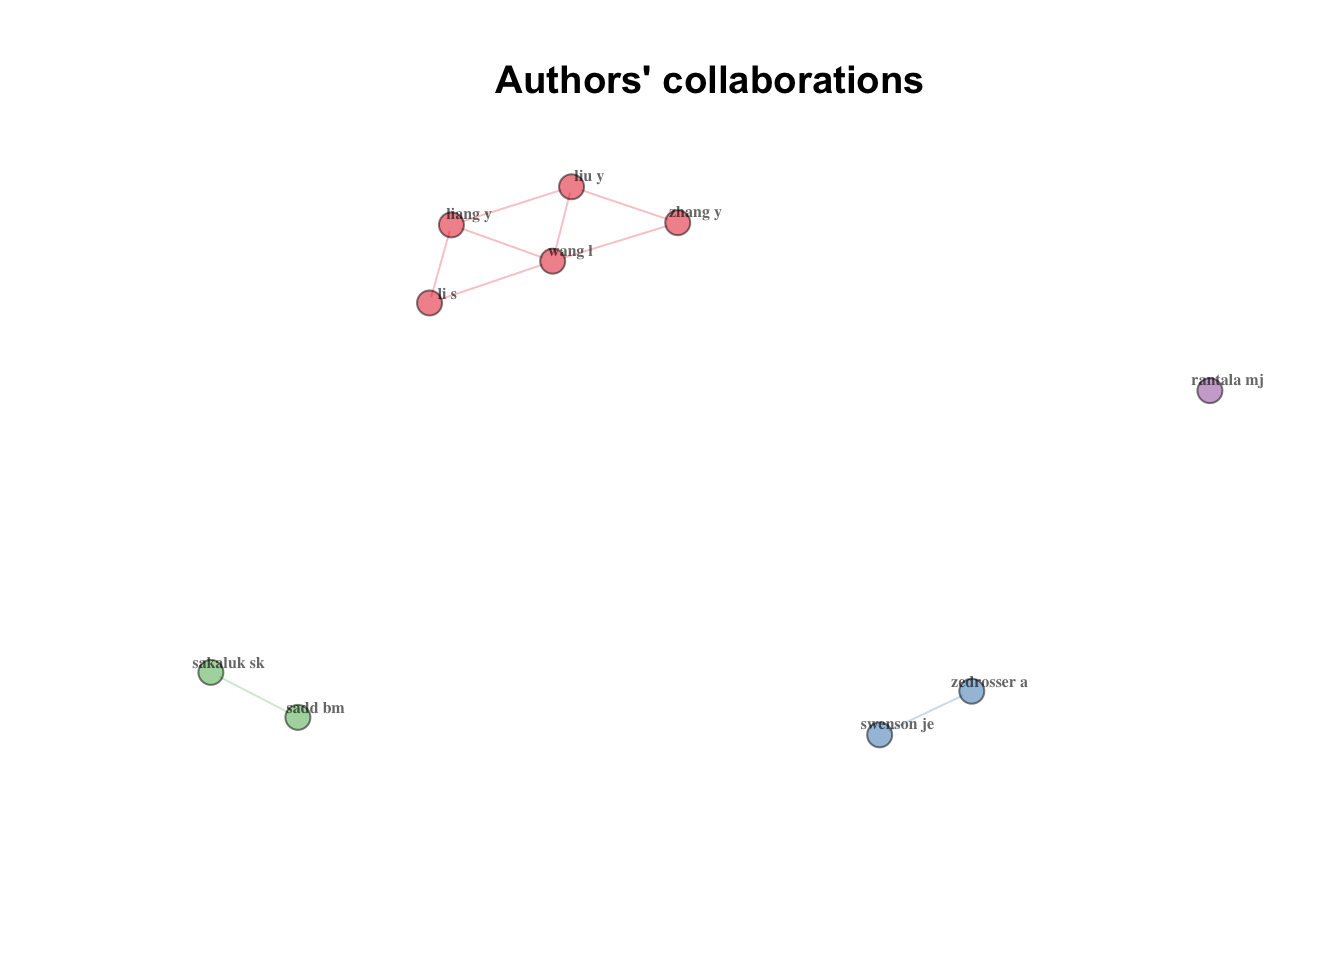 Authors' collaborations
liu y
liang y
zhang y
wang l
li s
rantala mj
sakaluk sk
zedrosser a
sadd bm
swenson je